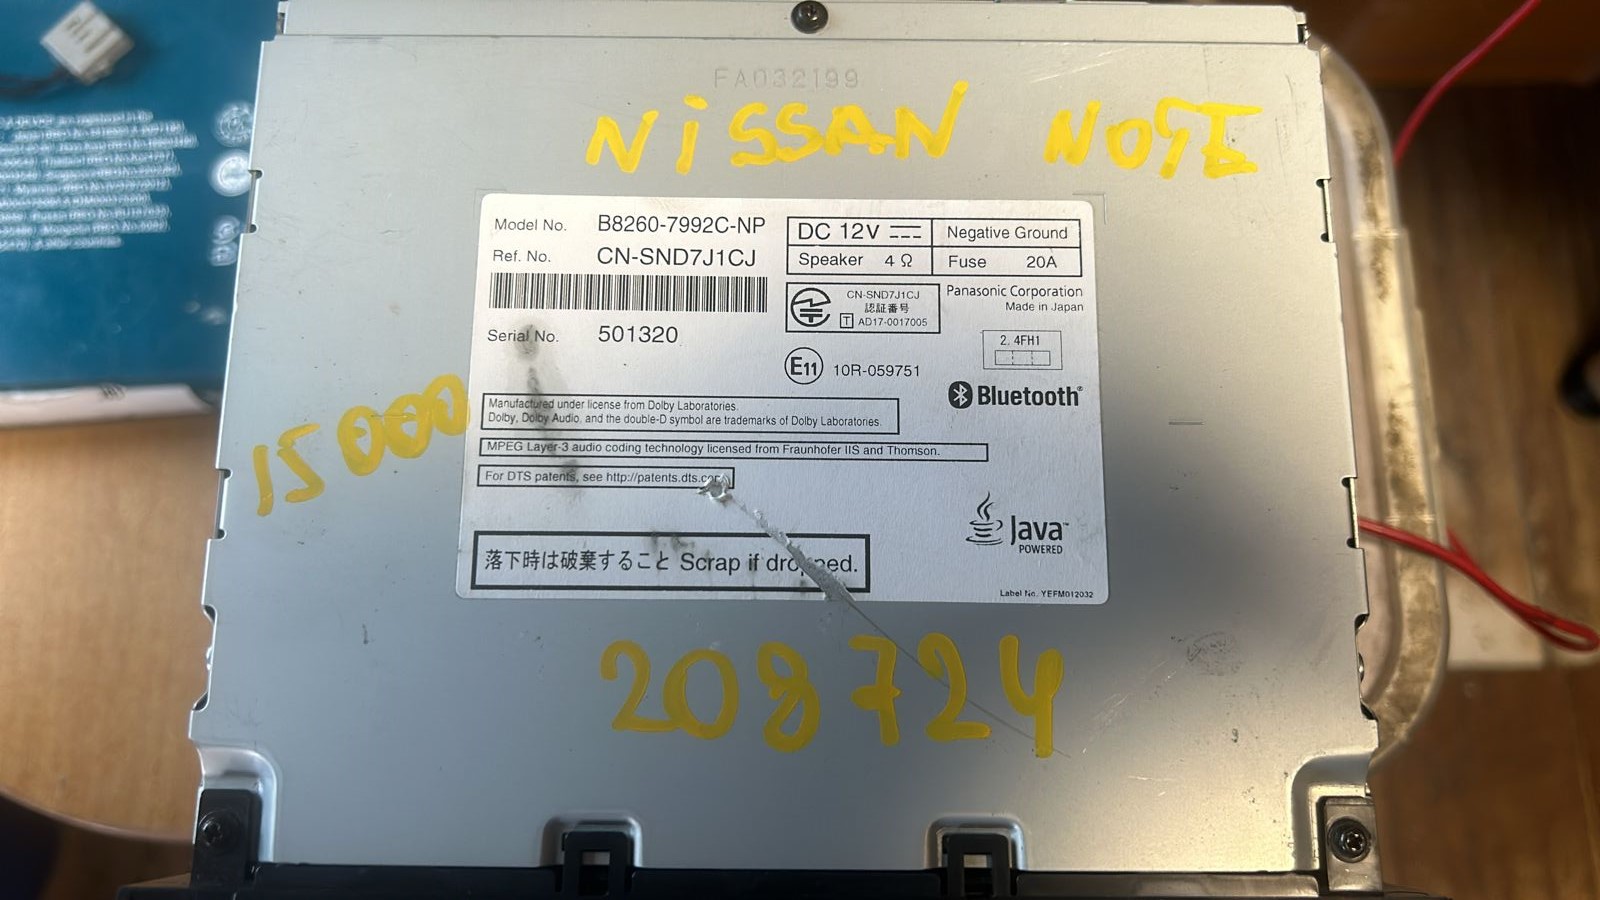 FA032199
NiSSAN NOTE
Model No. B8260-7992C-NP
Ref. No. CN-SND7J1CJ
Serial No. 501320
DC 12V Negative Ground
Speaker 4 Ω Fuse 20A
CN-SND7J1CJ
認証番号
T AD17-0017005
Panasonic Corporation
Made in Japan
2.4FH1
E11 10R-059751
Bluetooth®
15000
Manufactured under license from Dolby Laboratories.
Dolby, Dolby Audio, and the double-D symbol are trademarks of Dolby Laboratories.
MPEG Layer-3 audio coding technology licensed from Fraunhofer IIS and Thomson.
For DTS patents, see http://patents.dts.com
Java™
POWERED
落下時は破棄すること Scrap if dropped.
Label No. YEFM012032
208724